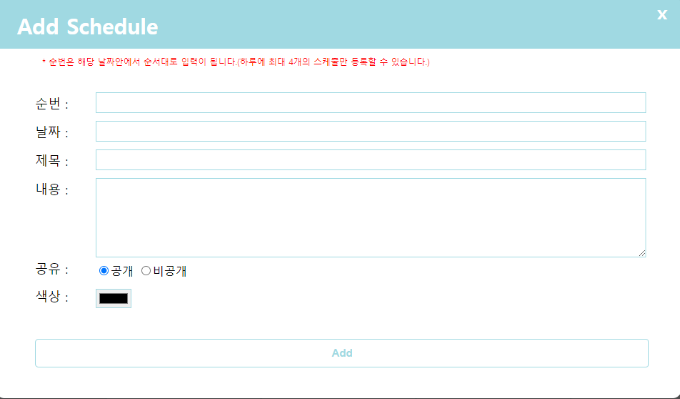 Add Schedule
x
* 순번은 해당 날짜안에서 순서대로 입력이 됩니다.(하루에 최대 4개의 스케쥴만 등록할 수 있습니다.)
순번 :
날짜 :
제목 :
내용 :
공유 : 공개 비공개
색상 :
Add